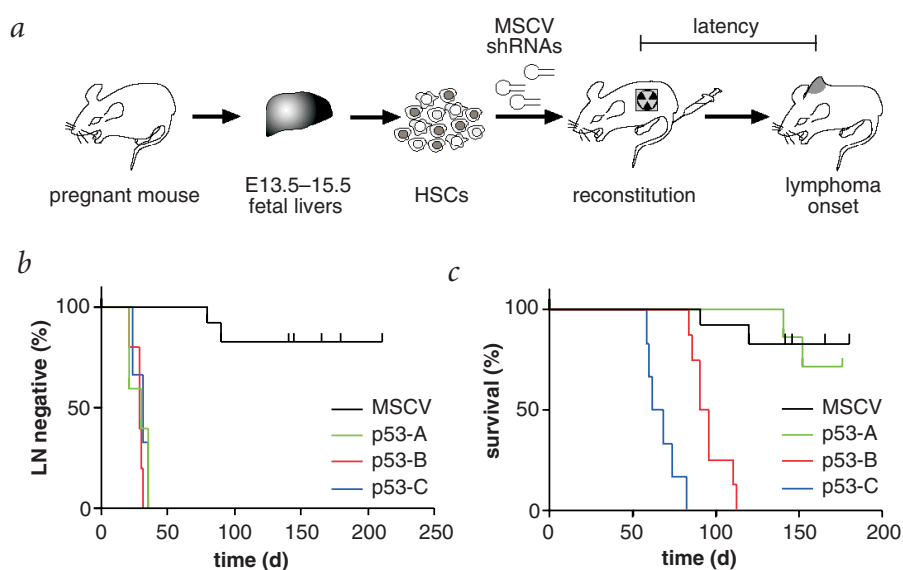 a
MSCV
shRNAs
latency
pregnant mouse
E13.5–15.5
fetal livers
HSCs
reconstitution
lymphoma
onset
b
LN negative (%)
100
50
0
MSCV
p53-A
p53-B
p53-C
0 50 100 150 200 250
time (d)
c
survival (%)
100
50
0
MSCV
p53-A
p53-B
p53-C
0 50 100 150 200
time (d)